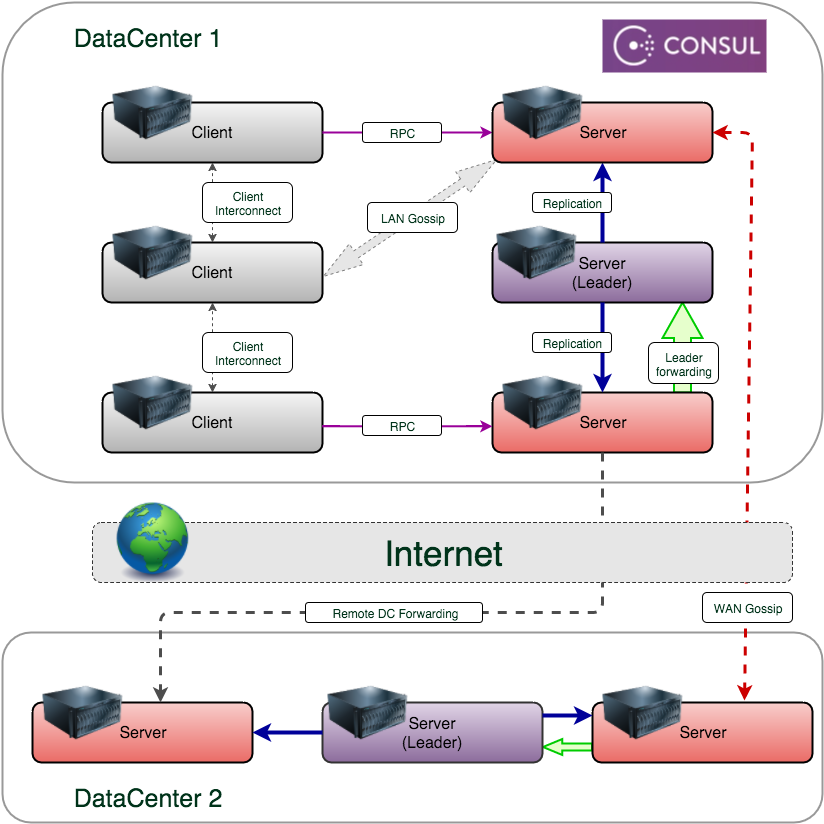 DataCenter 1
CONSUL
Client
RPC
Server
Client
Interconnect
LAN Gossip
Replication
Client
Server
(Leader)
Client
Interconnect
Replication
Leader
forwarding
Client
RPC
Server
Internet
Remote DC Forwarding
WAN Gossip
Server
Server
(Leader)
Server
DataCenter 2